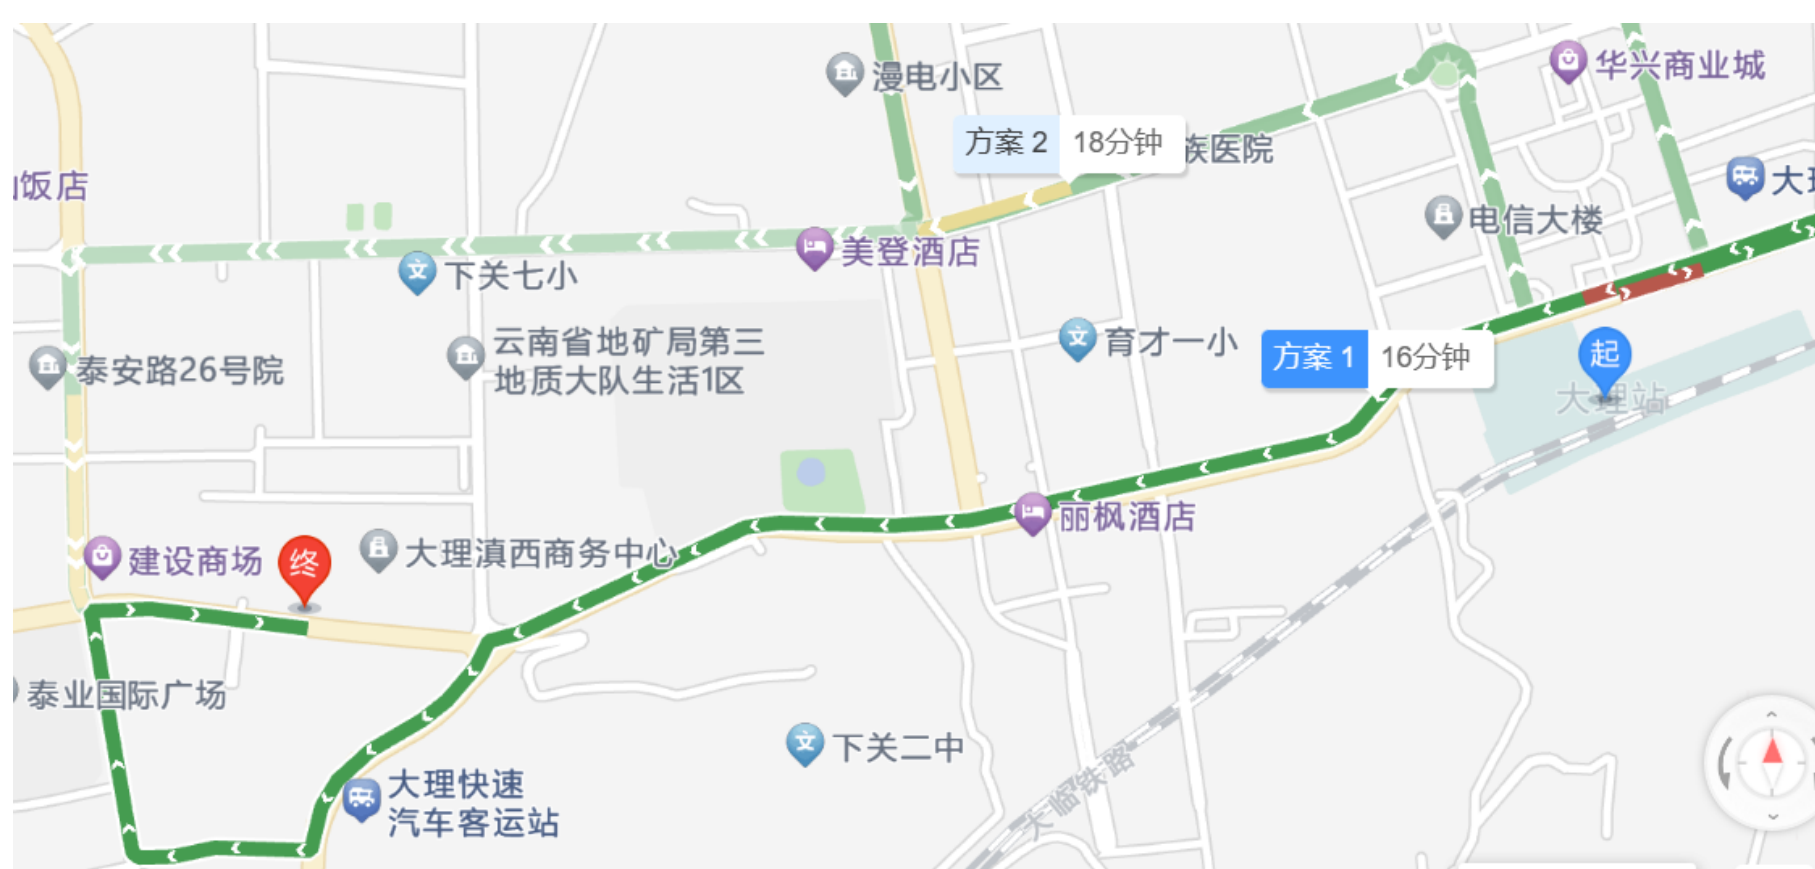 漫电小区
华兴商业城
方案 2
18分钟
族医院
饭店
电信大楼
美登酒店
下关七小
云南省地矿局第三
地质大队生活1区
育才一小
方案 1
16分钟
起
泰安路26号院
大理站
丽枫酒店
建设商场
终
大理滇西商务中心
泰业国际广场
下关二中
大理快速
汽车客运站
大临铁路